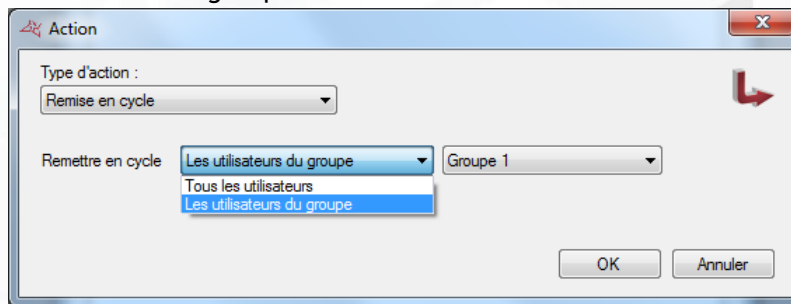 Action
Type d'action :
Remise en cycle
Remettre en cycle Les utilisateurs du groupe Groupe 1
Tous les utilisateurs
Les utilisateurs du groupe
OK Annuler